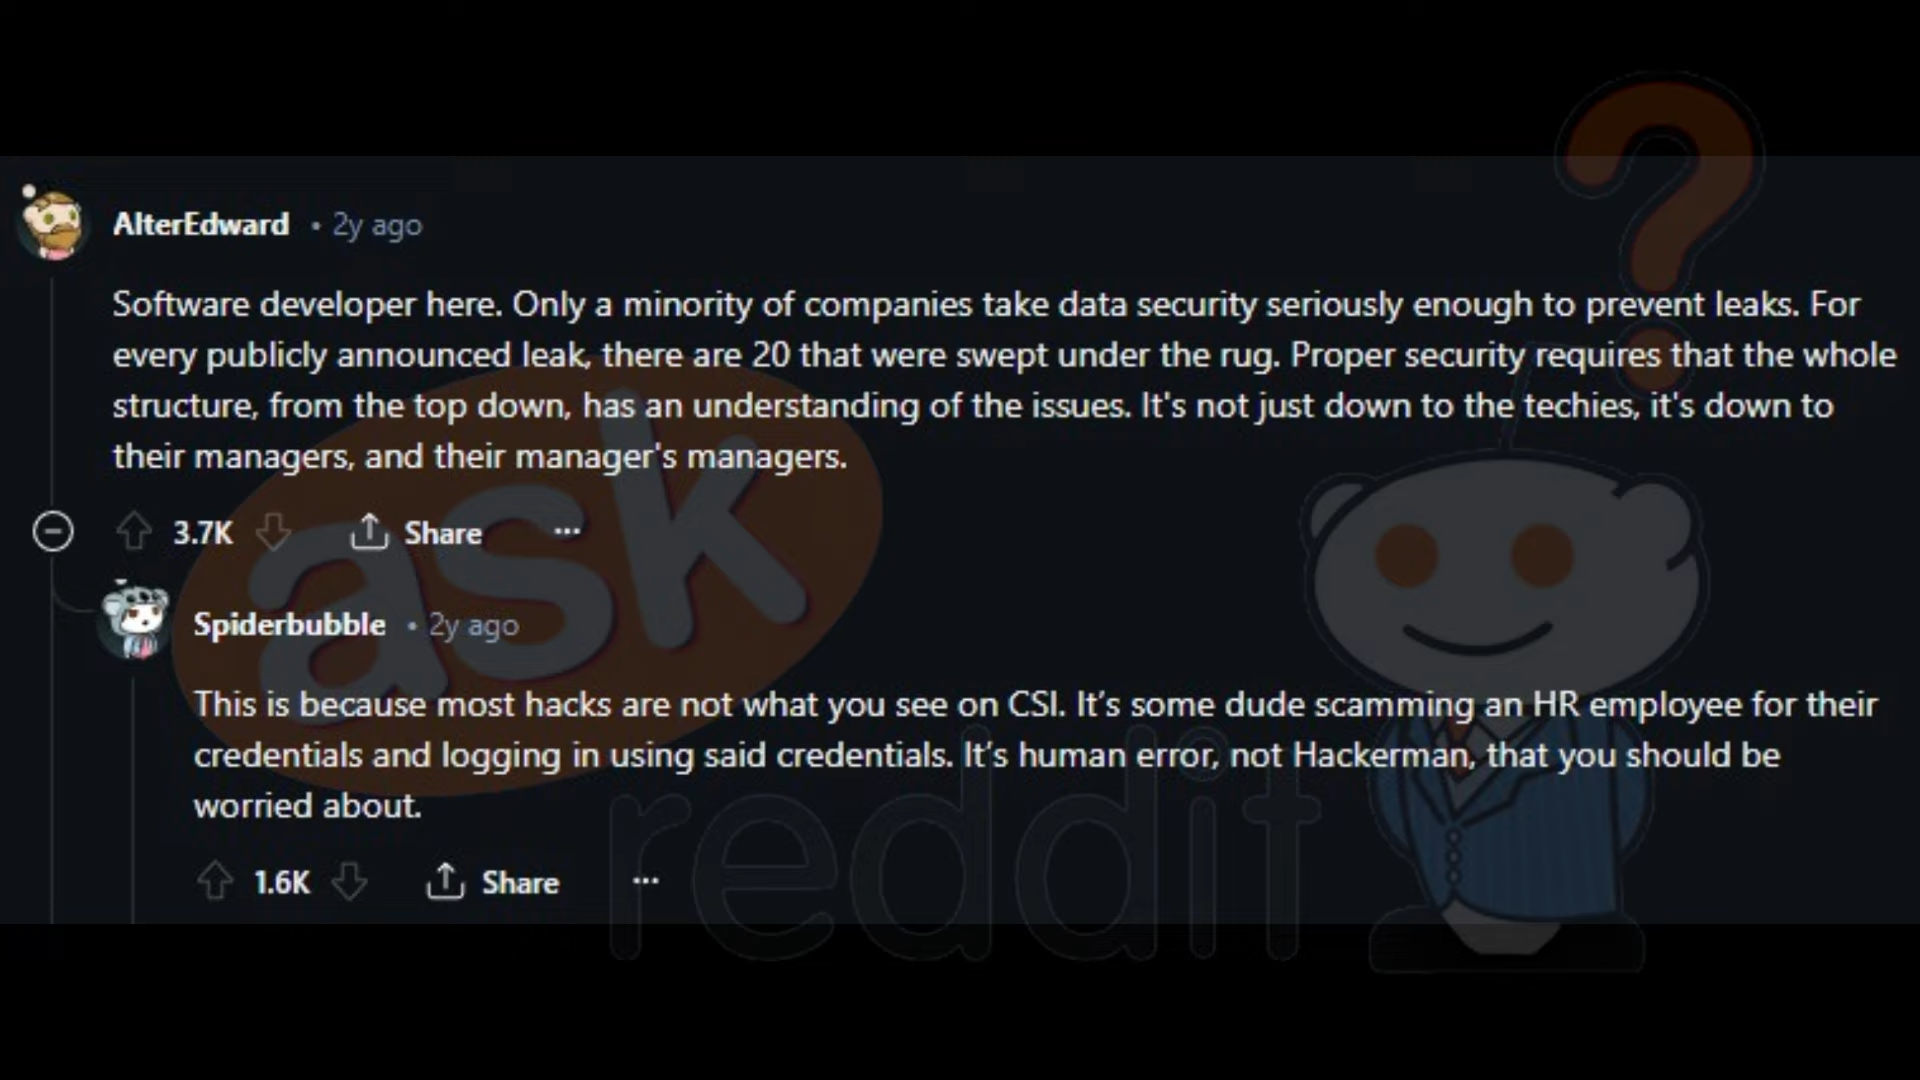 AlterEdward • 2y ago
Software developer here. Only a minority of companies take data security seriously enough to prevent leaks. For
every publicly announced leak, there are 20 that were swept under the rug. Proper security requires that the whole
structure, from the top down, has an understanding of the issues. It's not just down to the techies, it's down to
their managers, and their manager's managers.
3.7K Share ...
Spiderbubble • 2y ago
This is because most hacks are not what you see on CSI. It’s some dude scamming an HR employee for their
credentials and logging in using said credentials. It’s human error, not Hackerman, that you should be
worried about.
1.6K Share ...
ask
reddit
?